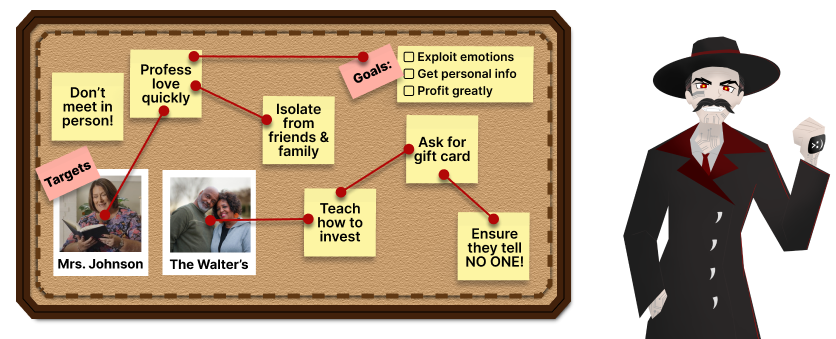 Don't
meet in
person!
Profess
love
quickly
Isolate
from
friends &
family
Goals:
Exploit emotions
Get personal info
Profit greatly
Ask for
gift card
Targets
Mrs. Johnson
The Walter's
Teach
how to
invest
Ensure
they tell
NO ONE!
>:)